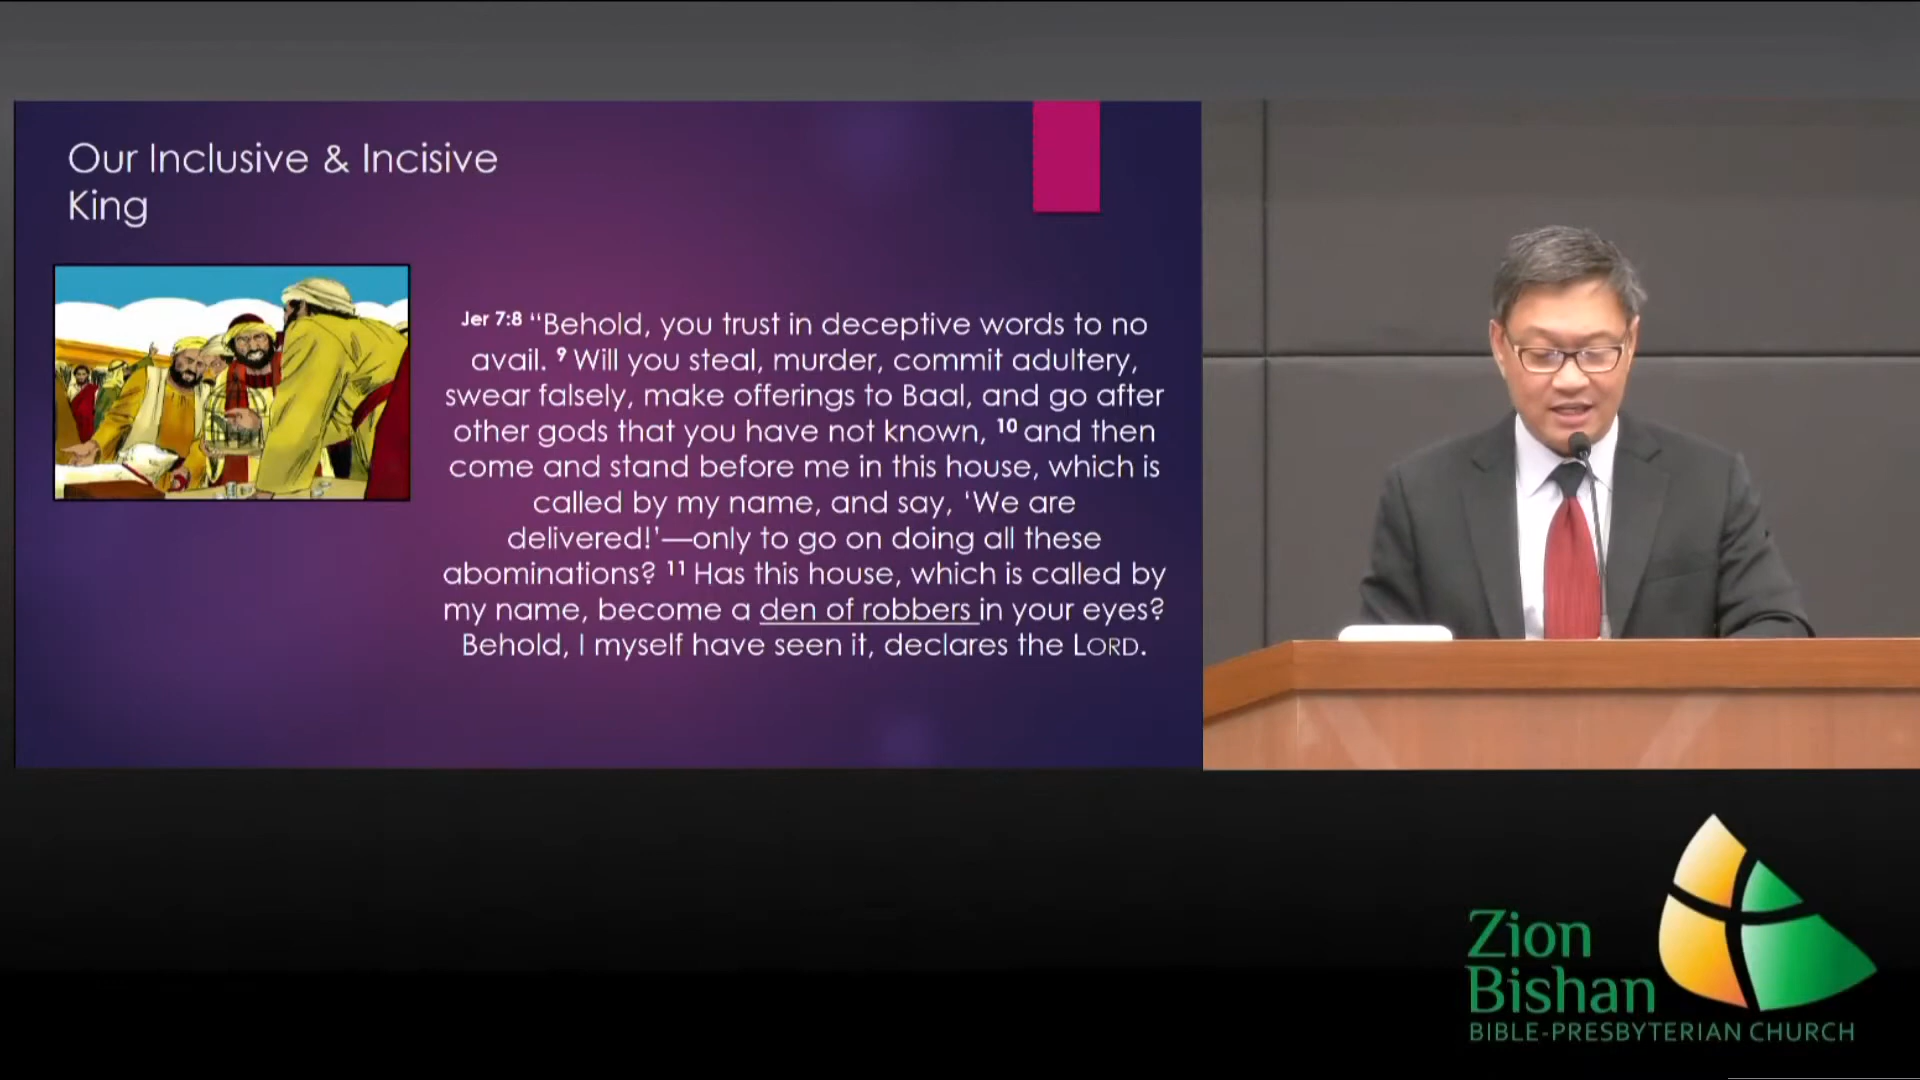 Our Inclusive & Incisive
King
Jer 7:8 “Behold, you trust in deceptive words to no
avail. 9 Will you steal, murder, commit adultery,
swear falsely, make offerings to Baal, and go after
other gods that you have not known, 10 and then
come and stand before me in this house, which is
called by my name, and say, ‘We are
delivered!’—only to go on doing all these
abominations? 11 Has this house, which is called by
my name, become a den of robbers in your eyes?
Behold, I myself have seen it, declares the LORD.
Zion
Bishan
BIBLE-PRESBYTERIAN CHURCH